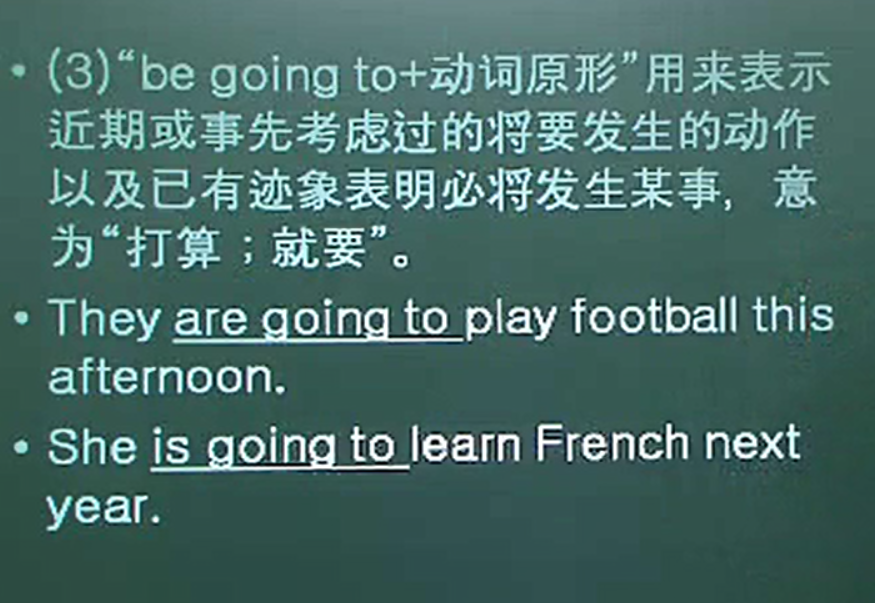 • (3)“be going to+动词原形”用来表示
近期或事先考虑过的将要发生的动作
以及已有迹象表明必将发生某事, 意
为“打算；就要”。
• They are going to play football this
afternoon.
• She is going to learn French next
year.